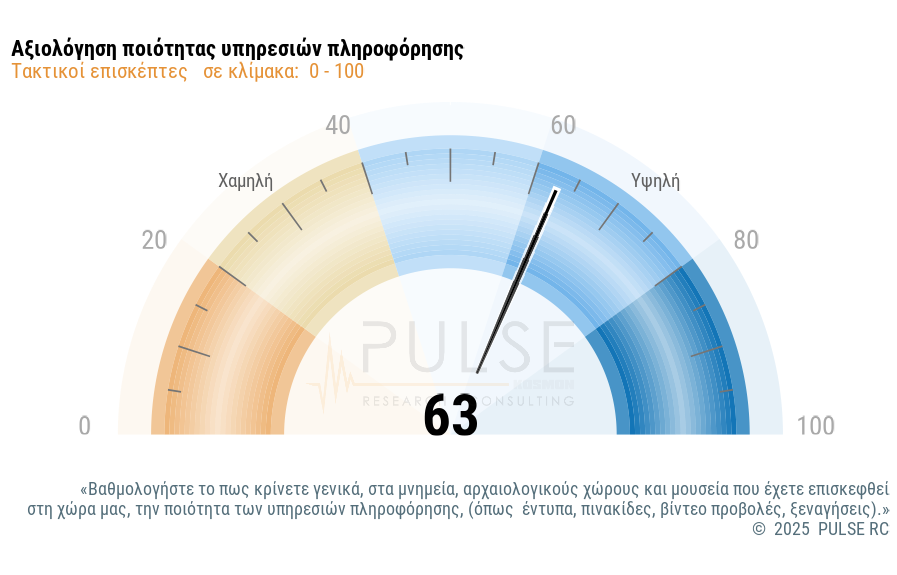 Αξιολόγηση ποιότητας υπηρεσιών πληροφόρησης
Τακτικοί επισκέπτες σε κλίμακα: 0 - 100
40
60
Χαμηλή
Υψηλή
20
80
PULSE
KOSMON
RESEARCH CONSULTING
0
63
100
«Βαθμολογήστε το πως κρίνετε γενικά, στα μνημεία, αρχαιολογικούς χώρους και μουσεία που έχετε επισκεφθεί
στη χώρα μας, την ποιότητα των υπηρεσιών πληροφόρησης, (όπως έντυπα, πινακίδες, βίντεο προβολές, ξεναγήσεις).»
© 2025 PULSE RC